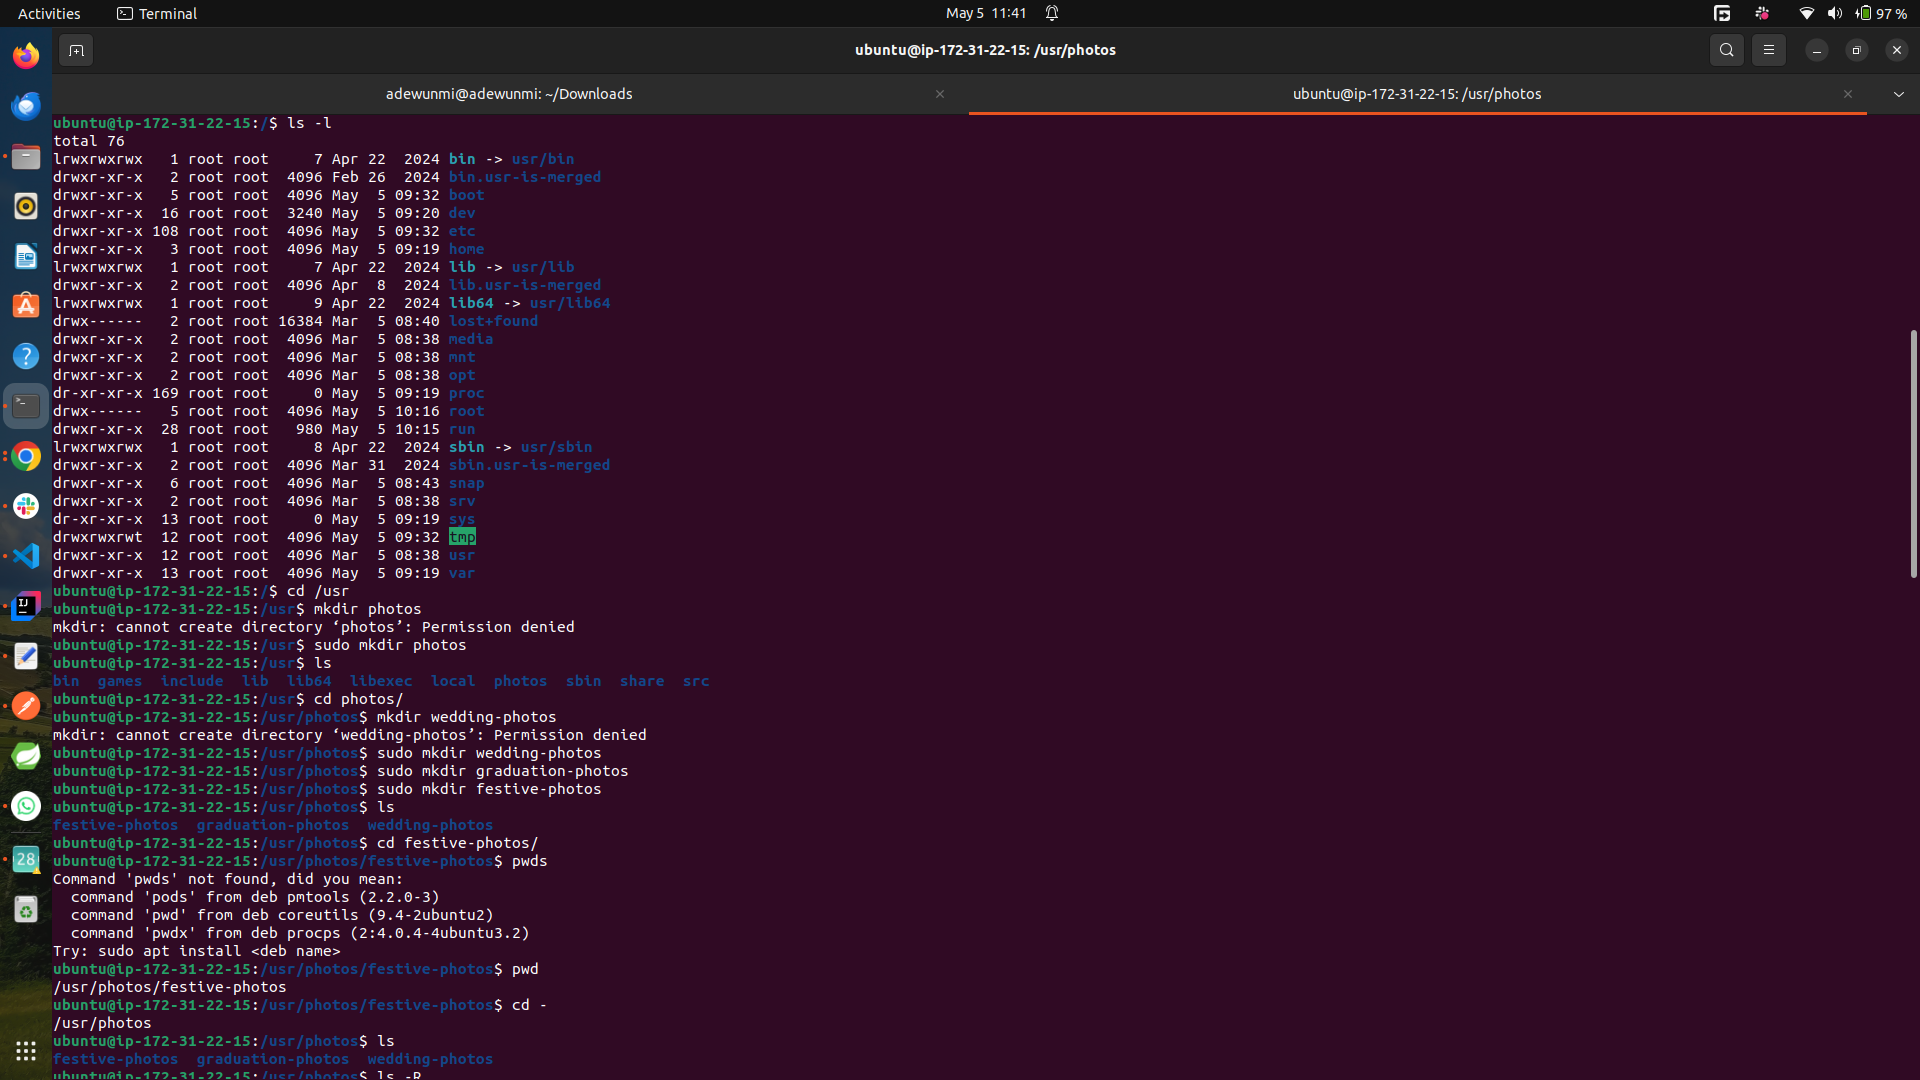 Activities Terminal May 5 11:41 97 %
ubuntu@ip-172-31-22-15: /usr/photos
adewunmi@adewunmi: ~/Downloads ubuntu@ip-172-31-22-15: /usr/photos
ubuntu@ip-172-31-22-15:/$ ls -l
total 76
lrwxrwxrwx   1 root root     7 Apr 22  2024 bin -> usr/bin
drwxr-xr-x   2 root root  4096 Feb 26  2024 bin.usr-is-merged
drwxr-xr-x   5 root root  4096 May  5 09:32 boot
drwxr-xr-x  16 root root  3240 May  5 09:20 dev
drwxr-xr-x 108 root root  4096 May  5 09:32 etc
drwxr-xr-x   3 root root  4096 May  5 09:19 home
lrwxrwxrwx   1 root root     7 Apr 22  2024 lib -> usr/lib
drwxr-xr-x   2 root root  4096 Apr  8  2024 lib.usr-is-merged
lrwxrwxrwx   1 root root     9 Apr 22  2024 lib64 -> usr/lib64
drwx------   2 root root 16384 Mar  5 08:40 lost+found
drwxr-xr-x   2 root root  4096 Mar  5 08:38 media
drwxr-xr-x   2 root root  4096 Mar  5 08:38 mnt
drwxr-xr-x   2 root root  4096 Mar  5 08:38 opt
dr-xr-xr-x 169 root root     0 May  5 09:19 proc
drwx------   5 root root  4096 May  5 10:16 root
drwxr-xr-x  28 root root   980 May  5 10:15 run
lrwxrwxrwx   1 root root     8 Apr 22  2024 sbin -> usr/sbin
drwxr-xr-x   2 root root  4096 Mar 31  2024 sbin.usr-is-merged
drwxr-xr-x   6 root root  4096 Mar  5 08:43 snap
drwxr-xr-x   2 root root  4096 Mar  5 08:38 srv
dr-xr-xr-x  13 root root     0 May  5 09:19 sys
drwxrwxrwt  12 root root  4096 May  5 09:32 tmp
drwxr-xr-x  12 root root  4096 Mar  5 08:38 usr
drwxr-xr-x  13 root root  4096 May  5 09:19 var
ubuntu@ip-172-31-22-15:/$ cd /usr
ubuntu@ip-172-31-22-15:/usr$ mkdir photos
mkdir: cannot create directory ‘photos’: Permission denied
ubuntu@ip-172-31-22-15:/usr$ sudo mkdir photos
ubuntu@ip-172-31-22-15:/usr$ ls
bin  games  include  lib  lib64  libexec  local  photos  sbin  share  src
ubuntu@ip-172-31-22-15:/usr$ cd photos/
ubuntu@ip-172-31-22-15:/usr/photos$ mkdir wedding-photos
mkdir: cannot create directory ‘wedding-photos’: Permission denied
ubuntu@ip-172-31-22-15:/usr/photos$ sudo mkdir wedding-photos
ubuntu@ip-172-31-22-15:/usr/photos$ sudo mkdir graduation-photos
ubuntu@ip-172-31-22-15:/usr/photos$ sudo mkdir festive-photos
ubuntu@ip-172-31-22-15:/usr/photos$ ls
festive-photos  graduation-photos  wedding-photos
ubuntu@ip-172-31-22-15:/usr/photos$ cd festive-photos/
ubuntu@ip-172-31-22-15:/usr/photos/festive-photos$ pwds
Command 'pwds' not found, did you mean:
  command 'pods' from deb pmtools (2.2.0-3)
  command 'pwd' from deb coreutils (9.4-2ubuntu2)
  command 'pwdx' from deb procps (2:4.0.4-4ubuntu3.2)
Try: sudo apt install <deb name>
ubuntu@ip-172-31-22-15:/usr/photos/festive-photos$ pwd
/usr/photos/festive-photos
ubuntu@ip-172-31-22-15:/usr/photos/festive-photos$ cd -
/usr/photos
ubuntu@ip-172-31-22-15:/usr/photos$ ls
festive-photos  graduation-photos  wedding-photos
ubuntu@ip-172-31-22-15:/usr/photos$ ls -R
IJ
28